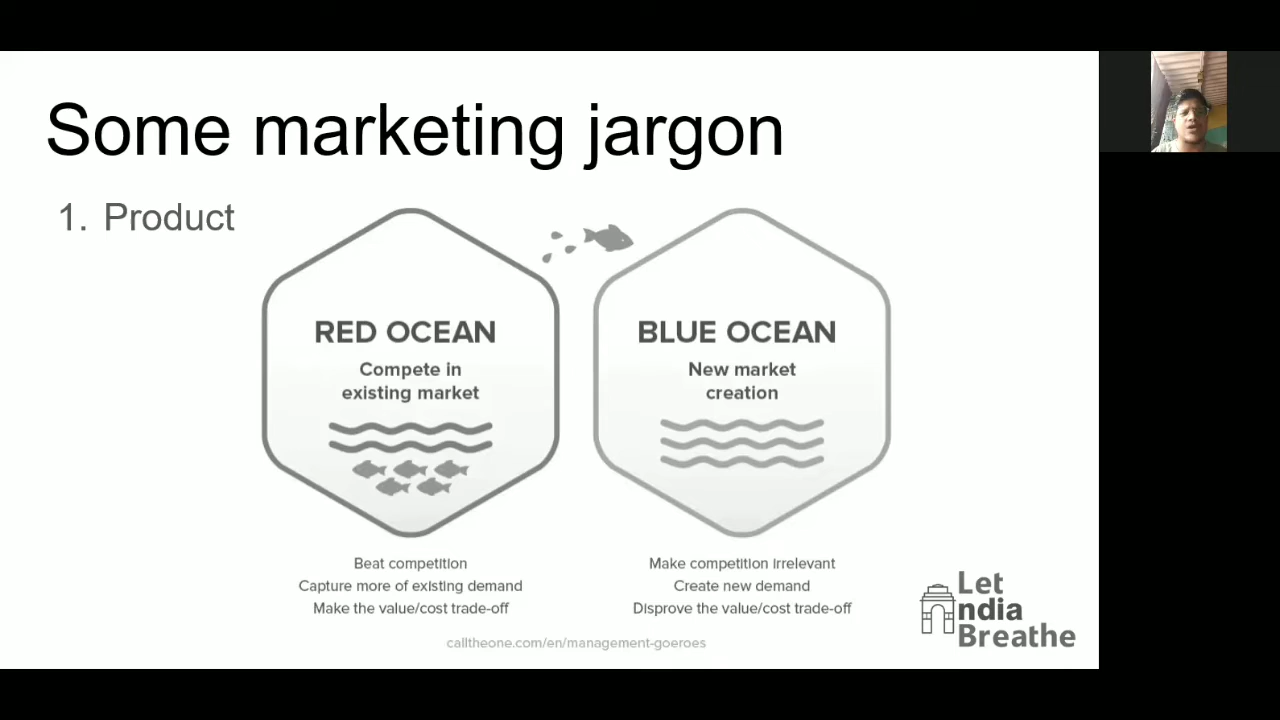 Some marketing jargon
1. Product
RED OCEAN
Compete in
existing market
Beat competition
Capture more of existing demand
Make the value/cost trade-off
BLUE OCEAN
New market
creation
Make competition irrelevant
Create new demand
Disprove the value/cost trade-off
calltheone.com/en/management-goeroes
Let
ndia
Breathe